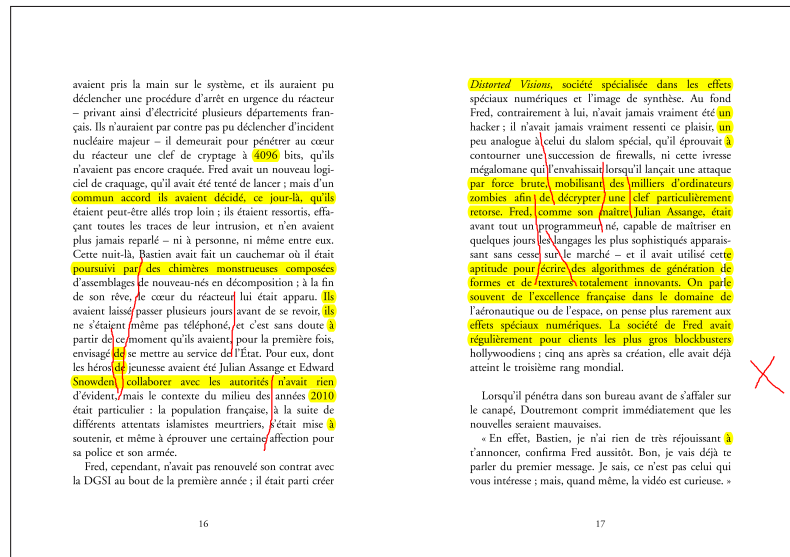 avaient pris la main sur le système, et ils auraient pu
déclencher une procédure d'arrêt en urgence du réacteur
– privant ainsi d'électricité plusieurs départements fran-
çais. Ils n'auraient par contre pas pu déclencher d'incident
nucléaire majeur – il demeurait pour pénétrer au cœur
du réacteur une clef de cryptage à 4096 bits, qu'ils
n'avaient pas encore craquée. Fred avait un nouveau logi-
ciel de craquage, qu'il avait été tenté de lancer ; mais d'un
commun accord ils avaient décidé, ce jour-là, qu'ils
étaient peut-être allés trop loin ; ils étaient ressortis, effa-
çant toutes les traces de leur intrusion, et n'en avaient
plus jamais reparlé – ni à personne, ni même entre eux.
Cette nuit-là, Bastien avait fait un cauchemar où il était
poursuivi par des chimères monstrueuses composées
d'assemblages de nouveau-nés en décomposition ; à la fin
de son rêve, le cœur du réacteur lui était apparu. Ils
avaient laissé passer plusieurs jours avant de se revoir, ils
ne s'étaient même pas téléphoné, et c'est sans doute à
partir de ce moment qu'ils avaient, pour la première fois,
envisagé de se mettre au service de l'État. Pour eux, dont
les héros de jeunesse avaient été Julian Assange et Edward
Snowden, collaborer avec les autorités n'avait rien
d'évident, mais le contexte du milieu des années 2010
était particulier : la population française, à la suite de
différents attentats islamistes meurtriers, s'était mise à
soutenir, et même à éprouver une certaine affection pour
sa police et son armée.
Fred, cependant, n'avait pas renouvelé son contrat avec
la DGSI au bout de la première année ; il était parti créer
16
Distorted Visions, société spécialisée dans les effets
spéciaux numériques et l'image de synthèse. Au fond
Fred, contrairement à lui, n'avait jamais vraiment été un
hacker ; il n'avait jamais vraiment ressenti ce plaisir, un
peu analogue à celui du slalom spécial, qu'il éprouvait à
contourner une succession de firewalls, ni cette ivresse
mégalomane qui l'envahissait lorsqu'il lançait une attaque
par force brute, mobilisant des milliers d'ordinateurs
zombies afin de décrypter une clef particulièrement
retorse. Fred, comme son maître Julian Assange, était
avant tout un programmeur né, capable de maîtriser en
quelques jours les langages les plus sophistiqués apparais-
sant sans cesse sur le marché – et il avait utilisé cette
aptitude pour écrire des algorithmes de génération de
formes et de textures totalement innovants. On parle
souvent de l'excellence française dans le domaine de
l'aéronautique ou de l'espace, on pense plus rarement aux
effets spéciaux numériques. La société de Fred avait
régulièrement pour clients les plus gros blockbusters
hollywoodiens ; cinq ans après sa création, elle avait déjà
atteint le troisième rang mondial.
Lorsqu'il pénétra dans son bureau avant de s'affaler sur
le canapé, Doutremont comprit immédiatement que les
nouvelles seraient mauvaises.
« En effet, Bastien, je n'ai rien de très réjouissant à
t'annoncer, confirma Fred aussitôt. Bon, je vais déjà te
parler du premier message. Je sais, ce n'est pas celui qui
vous intéresse ; mais, quand même, la vidéo est curieuse. »
17